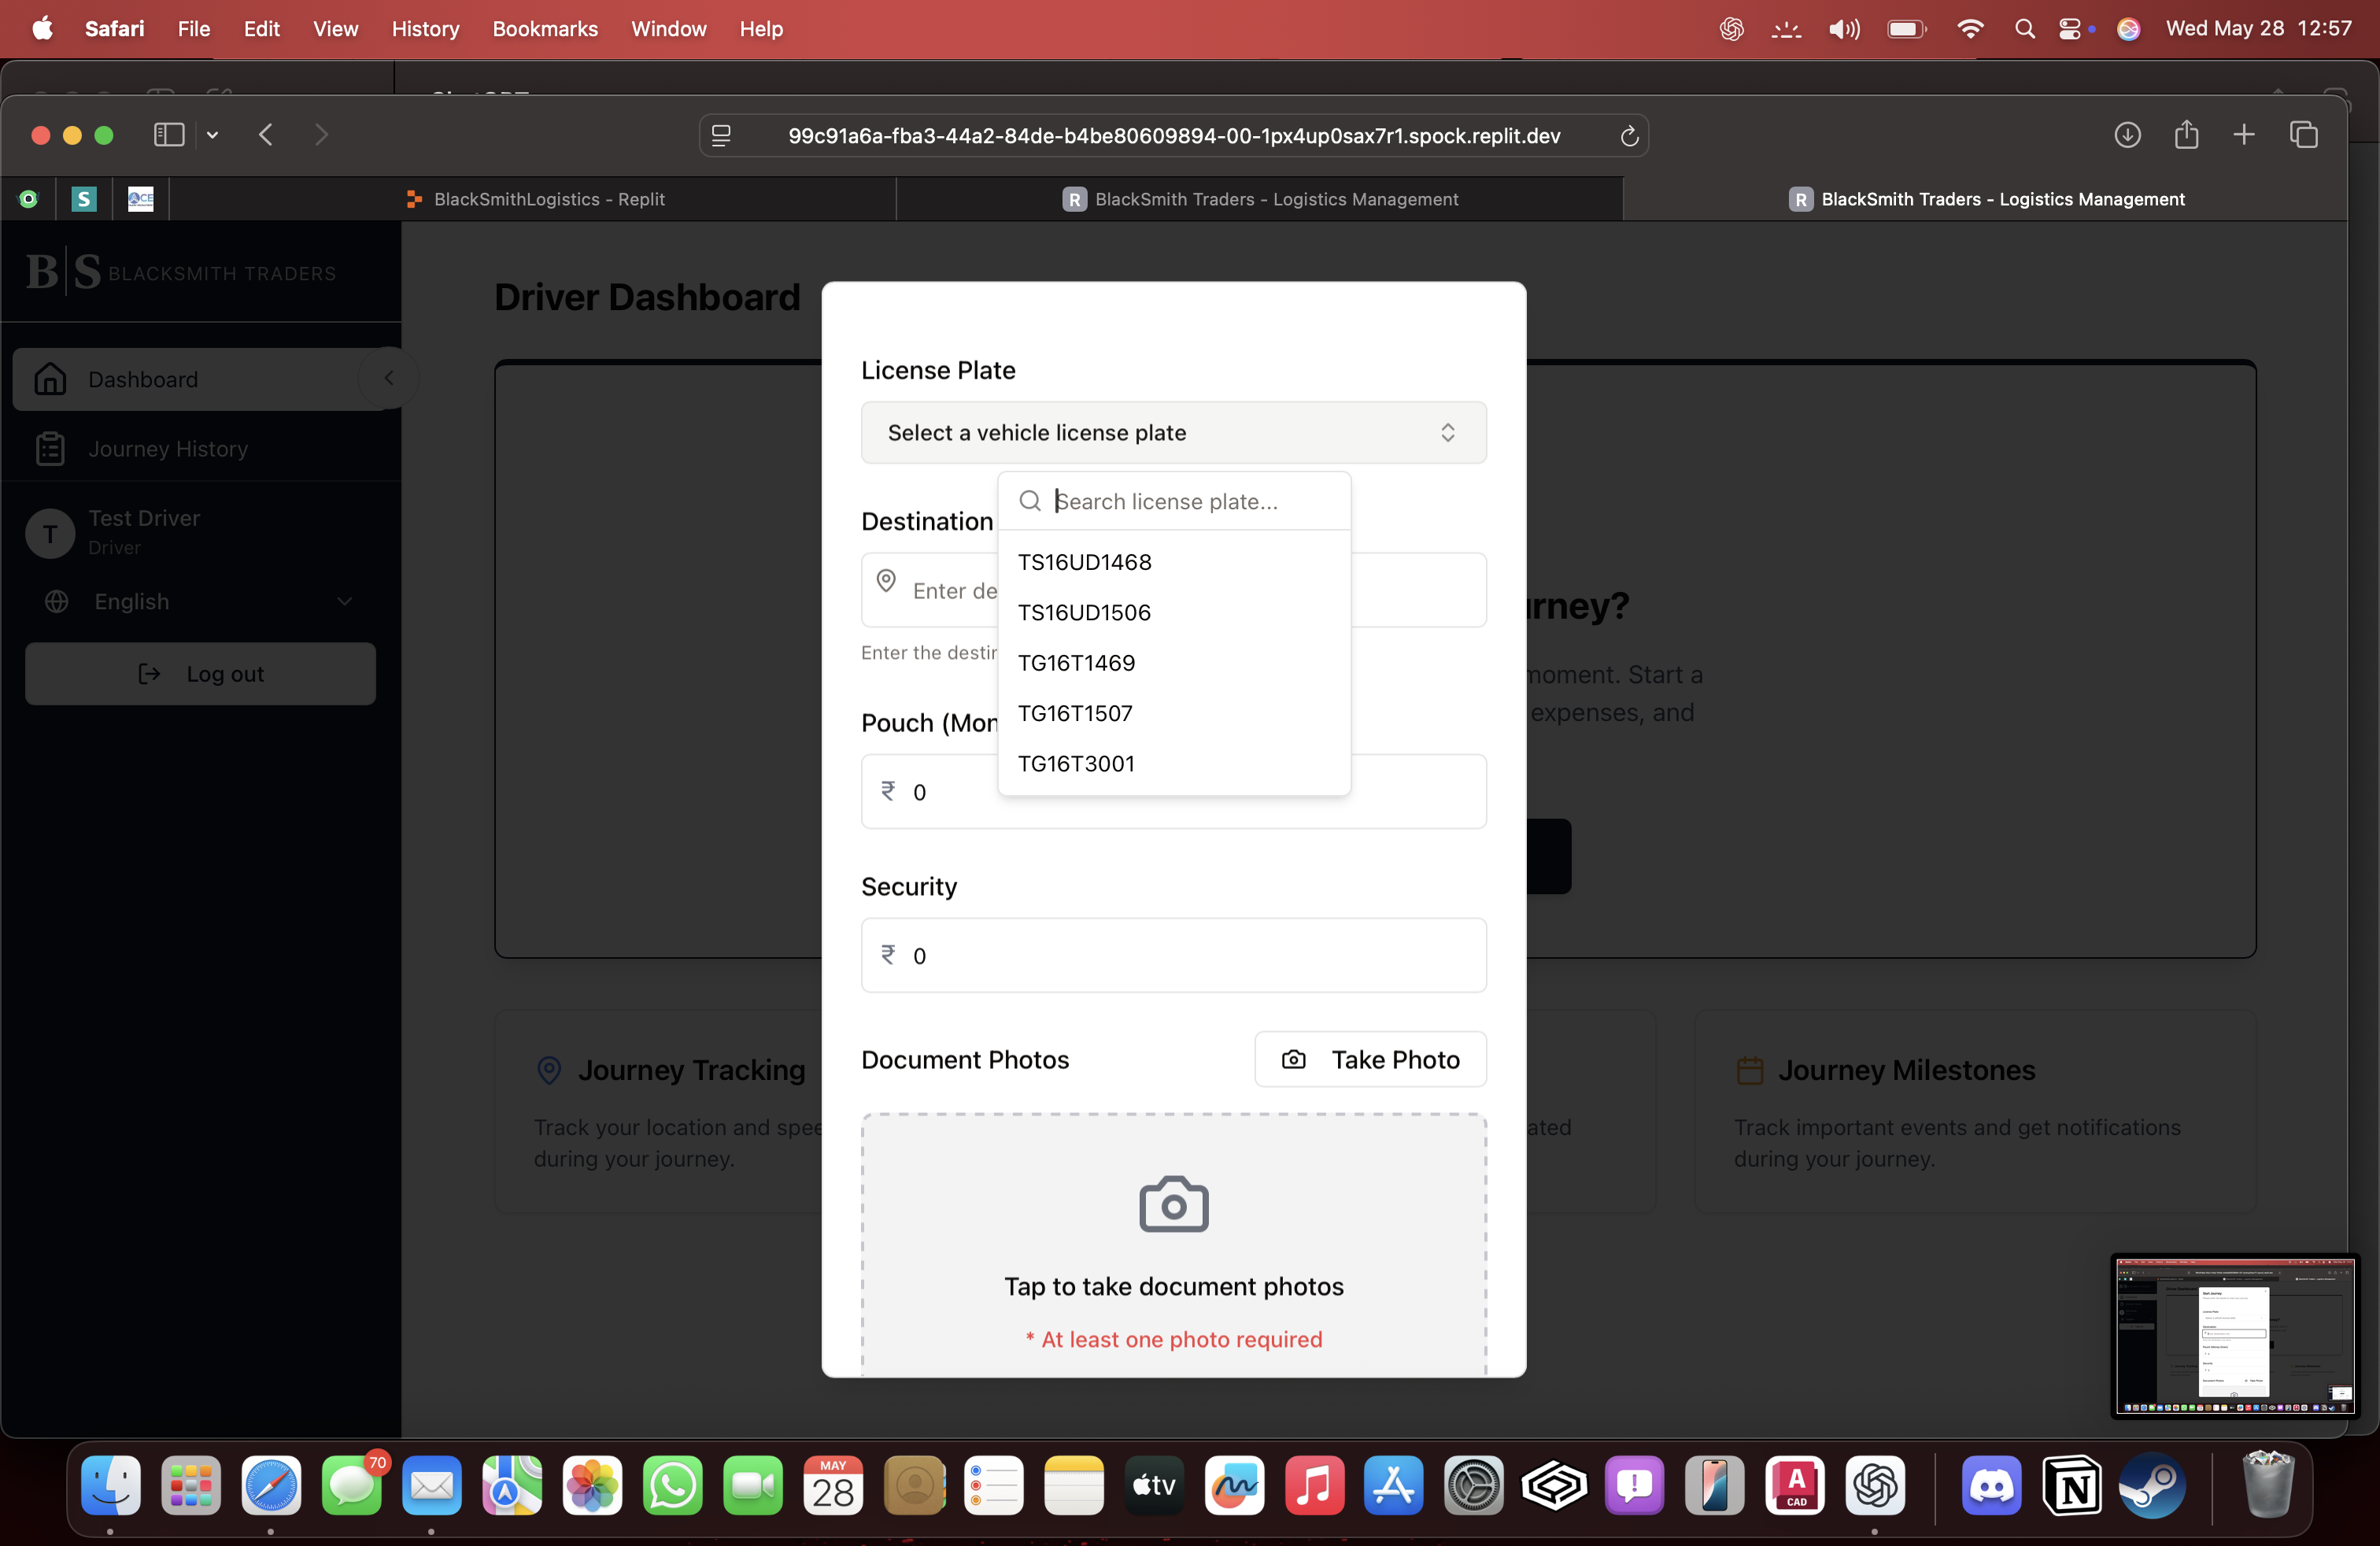 Safari File Edit View History Bookmarks Window Help Wed May 28 12:57
99c91a6a-fba3-44a2-84de-b4be80609894-00-1px4up0sax7r1.spock.replit.dev
S
ACE
BlackSmithLogistics - Replit
R BlackSmith Traders - Logistics Management
R BlackSmith Traders - Logistics Management
B|S BLACKSMITH TRADERS
Dashboard
Journey History
T
Test Driver
Driver
English
Log out
Driver Dashboard
License Plate
Select a vehicle license plate
Search license plate...
TS16UD1468
TS16UD1506
TG16T1469
TG16T1507
TG16T3001
Destination
Enter de
Enter the destin
Pouch (Mon
₹ 0
Security
₹ 0
Document Photos
Take Photo
Tap to take document photos
* At least one photo required
rney?
moment. Start a
expenses, and
Journey Tracking
Track your location and spee
during your journey.
ated
Journey Milestones
Track important events and get notifications
during your journey.
70
MAY
28
tv
A
CAD
N